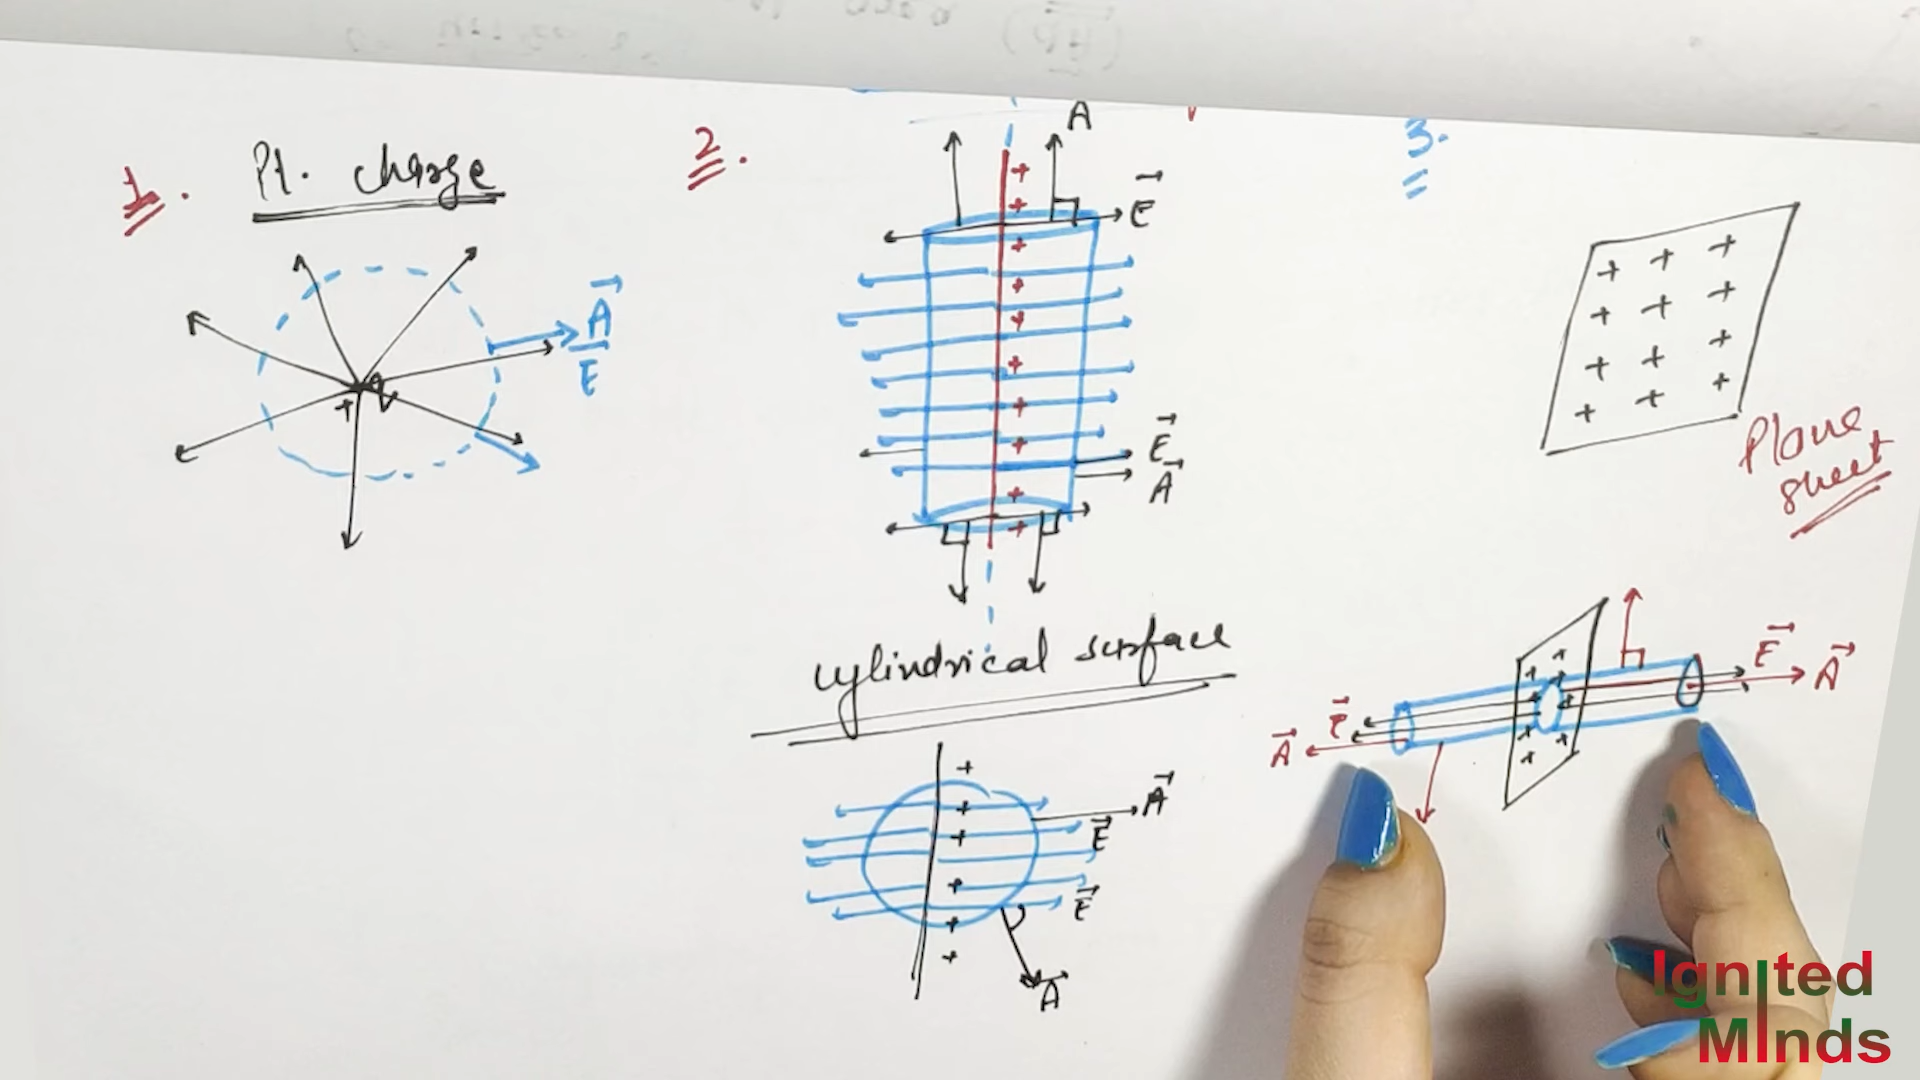 1. Pt. charge
A
E
+ q
2.
A
E
E
A
cylindrical surface
A
E
E
A
3.
Plane
sheet
E
A
E
A
Ignited
Minds